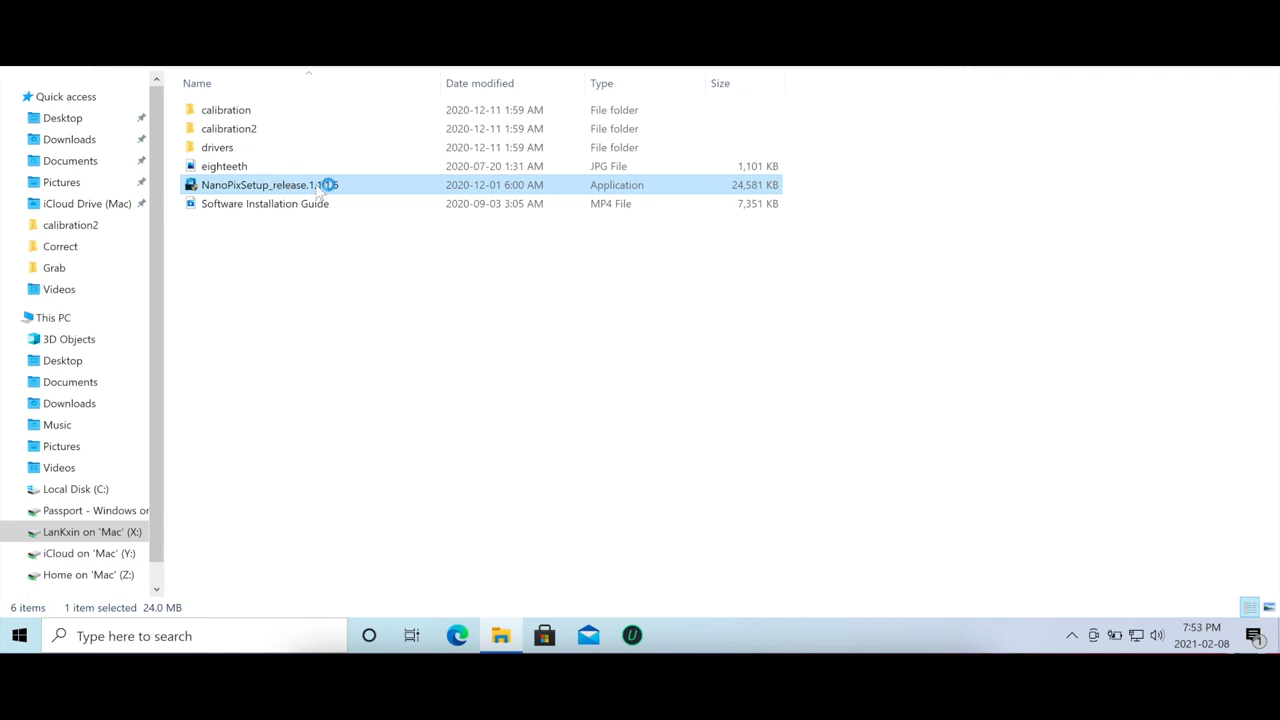 Name Date modified Type Size
Quick access
Desktop
Downloads
Documents
Pictures
iCloud Drive (Mac)
calibration2
Correct
Grab
Videos
This PC
3D Objects
Desktop
Documents
Downloads
Music
Pictures
Videos
Local Disk (C:)
Passport - Windows or
LanKxin on 'Mac' (X:)
iCloud on 'Mac' (Y:)
Home on 'Mac' (Z:)
calibration 2020-12-11 1:59 AM File folder
calibration2 2020-12-11 1:59 AM File folder
drivers 2020-12-11 1:59 AM File folder
eighteeth 2020-07-20 1:31 AM JPG File 1,101 KB
2020-12-01 6:00 AM Application 24,581 KB
Software Installation Guide 2020-09-03 3:05 AM MP4 File 7,351 KB
6 items 1 item selected 24.0 MB
Type here to search
7:53 PM
2021-02-08
1